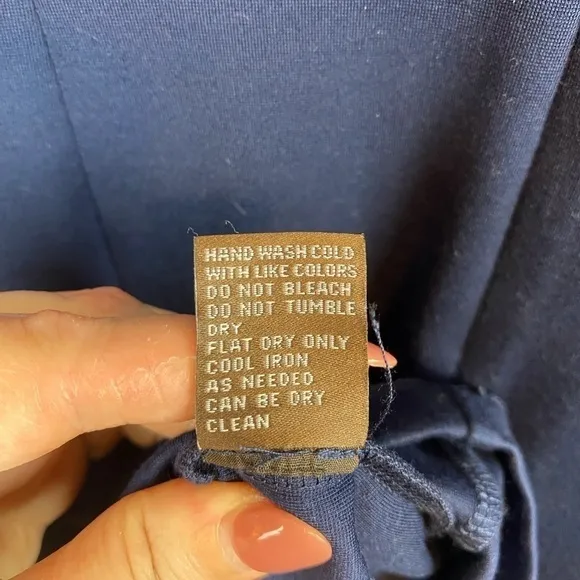 HAND WASH COLD
WITH LIKE COLORS
DO NOT BLEACH
DO NOT TUMBLE
DRY
FLAT DRY ONLY
COOL IRON
AS NEEDED
CAN BE DRY
CLEAN